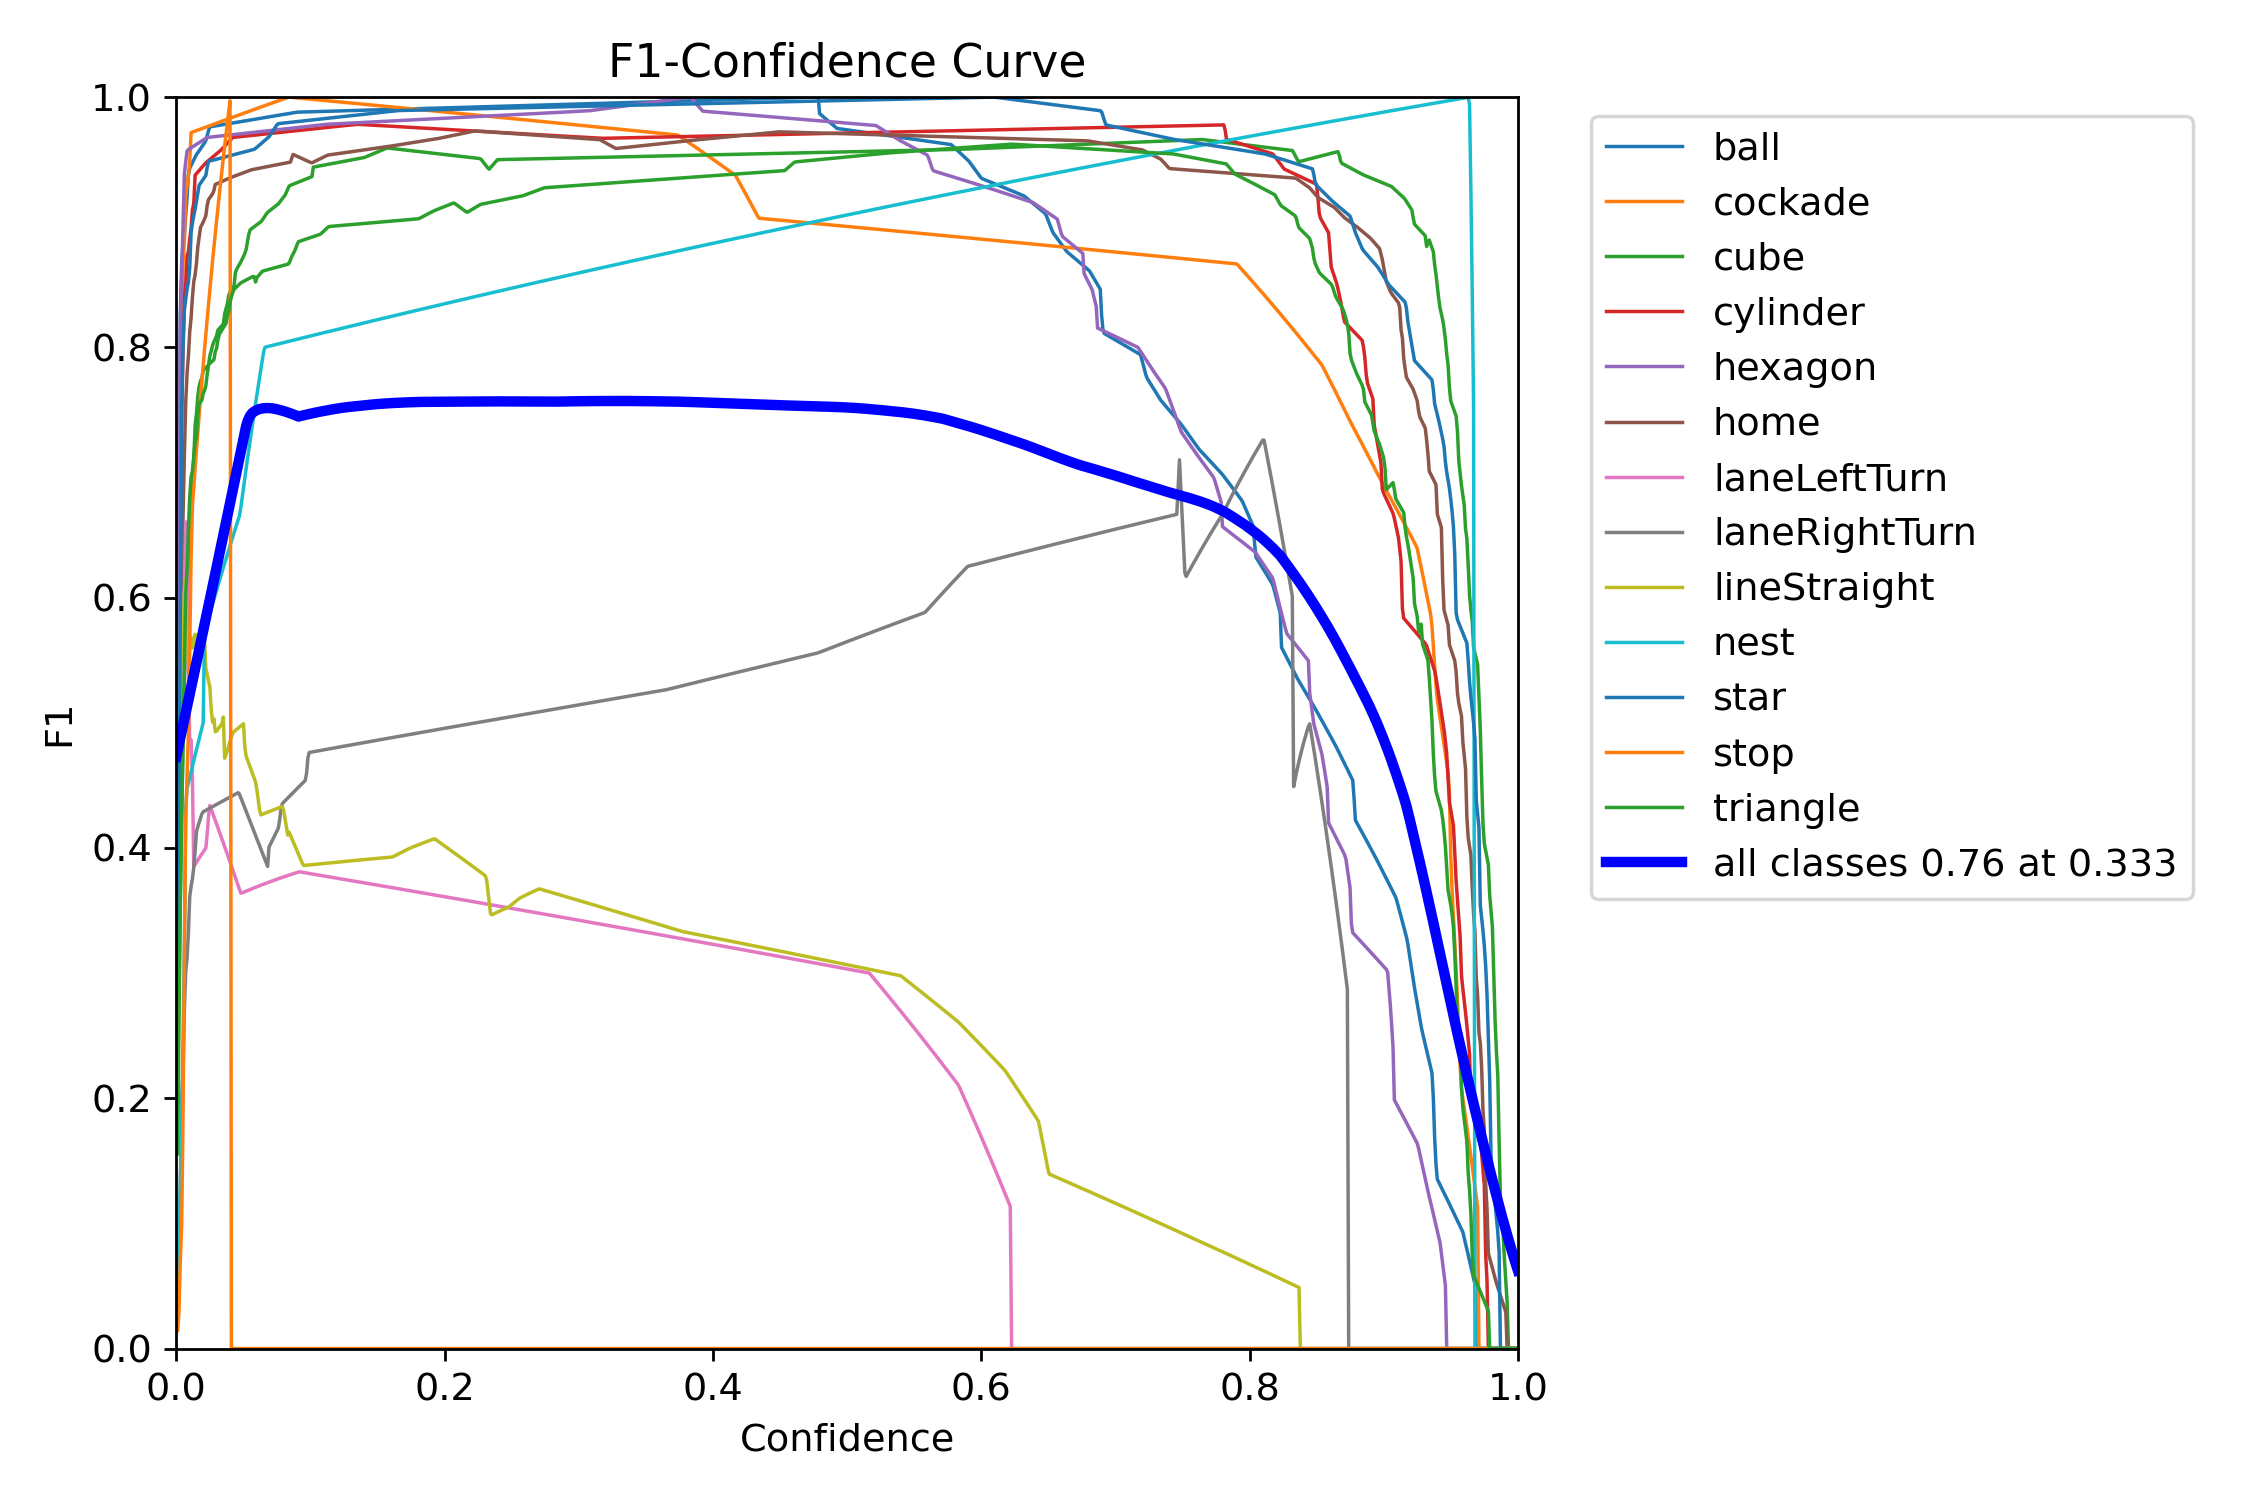 F1-Confidence Curve
1.0
0.8
0.6
0.4
0.2
0.0
F1
0.0 0.2 0.4 0.6 0.8 1.0
Confidence
ball
cockade
cube
cylinder
hexagon
home
laneLeftTurn
laneRightTurn
lineStraight
nest
star
stop
triangle
all classes 0.76 at 0.333